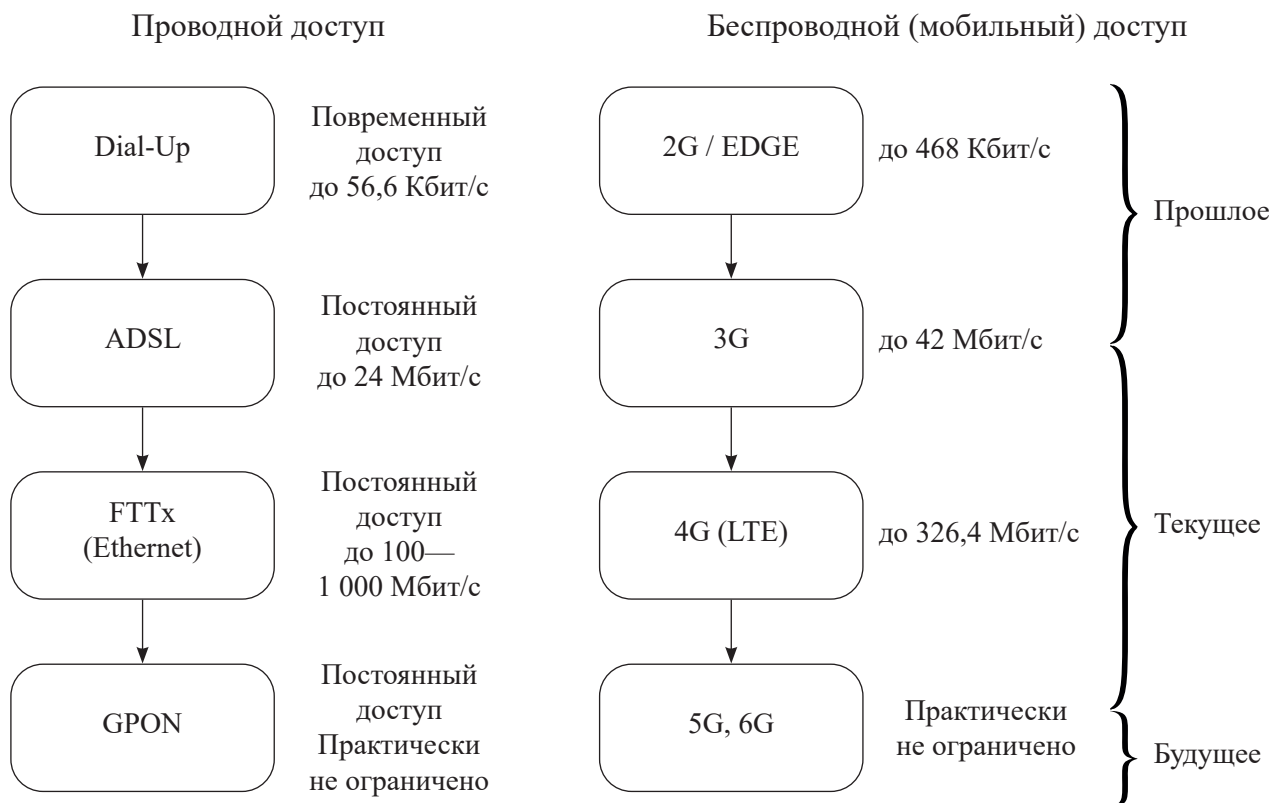 Проводной доступ
Беспроводной (мобильный) доступ
Dial-Up
Повременный
доступ
до 56,6 Кбит/с
2G / EDGE
до 468 Кбит/с
Прошлое
ADSL
Постоянный
доступ
до 24 Мбит/с
3G
до 42 Мбит/с
FTTx
(Ethernet)
Постоянный
доступ
до 100—
1 000 Мбит/с
4G (LTE)
до 326,4 Мбит/с
Текущее
GPON
Постоянный
доступ
Практически
не ограничено
5G, 6G
Практически
не ограничено
Будущее